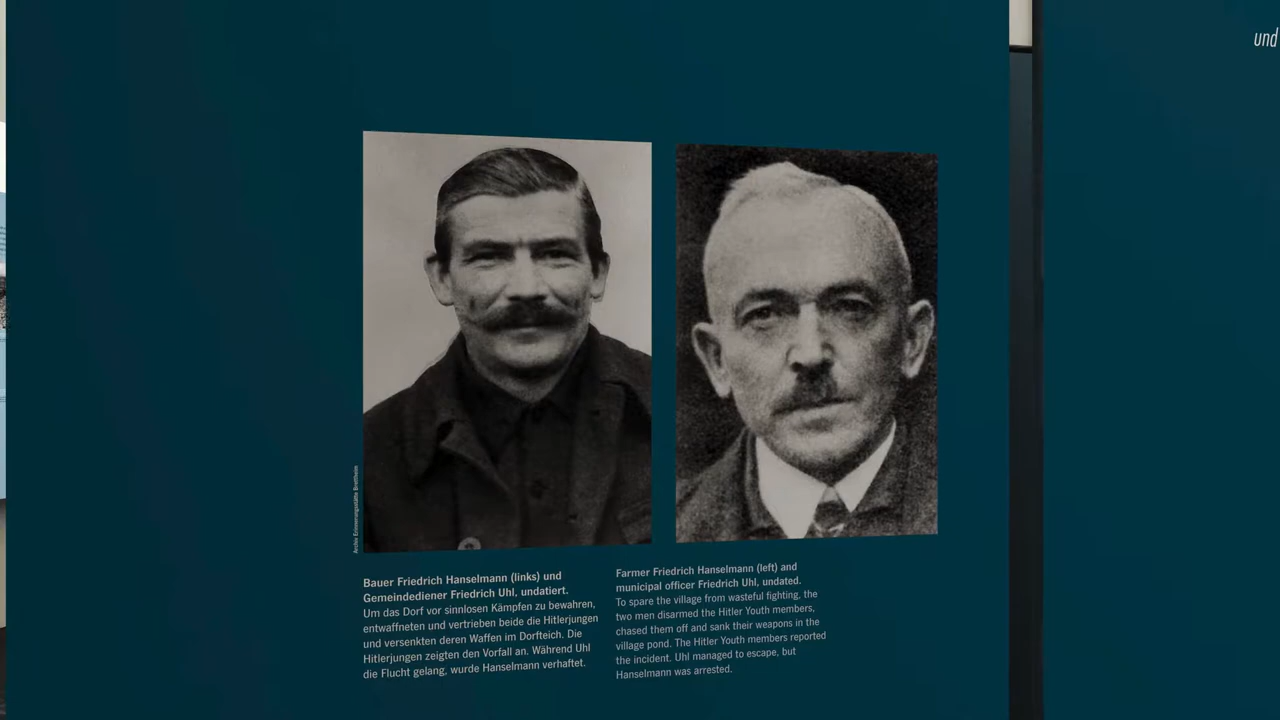 und
Archiv Erinnerungsstätte Brettheim
Bauer Friedrich Hanselmann (links) und
Gemeindediener Friedrich Uhl, undatiert.
Um das Dorf vor sinnlosen Kämpfen zu bewahren,
entwaffneten und vertrieben beide die Hitlerjungen
und versenkten deren Waffen im Dorfteich. Die
Hitlerjungen zeigten den Vorfall an. Während Uhl
die Flucht gelang, wurde Hanselmann verhaftet.
Farmer Friedrich Hanselmann (left) and
municipal officer Friedrich Uhl, undated.
To spare the village from wasteful fighting, the
two men disarmed the Hitler Youth members,
chased them off and sank their weapons in the
village pond. The Hitler Youth members reported
the incident. Uhl managed to escape, but
Hanselmann was arrested.